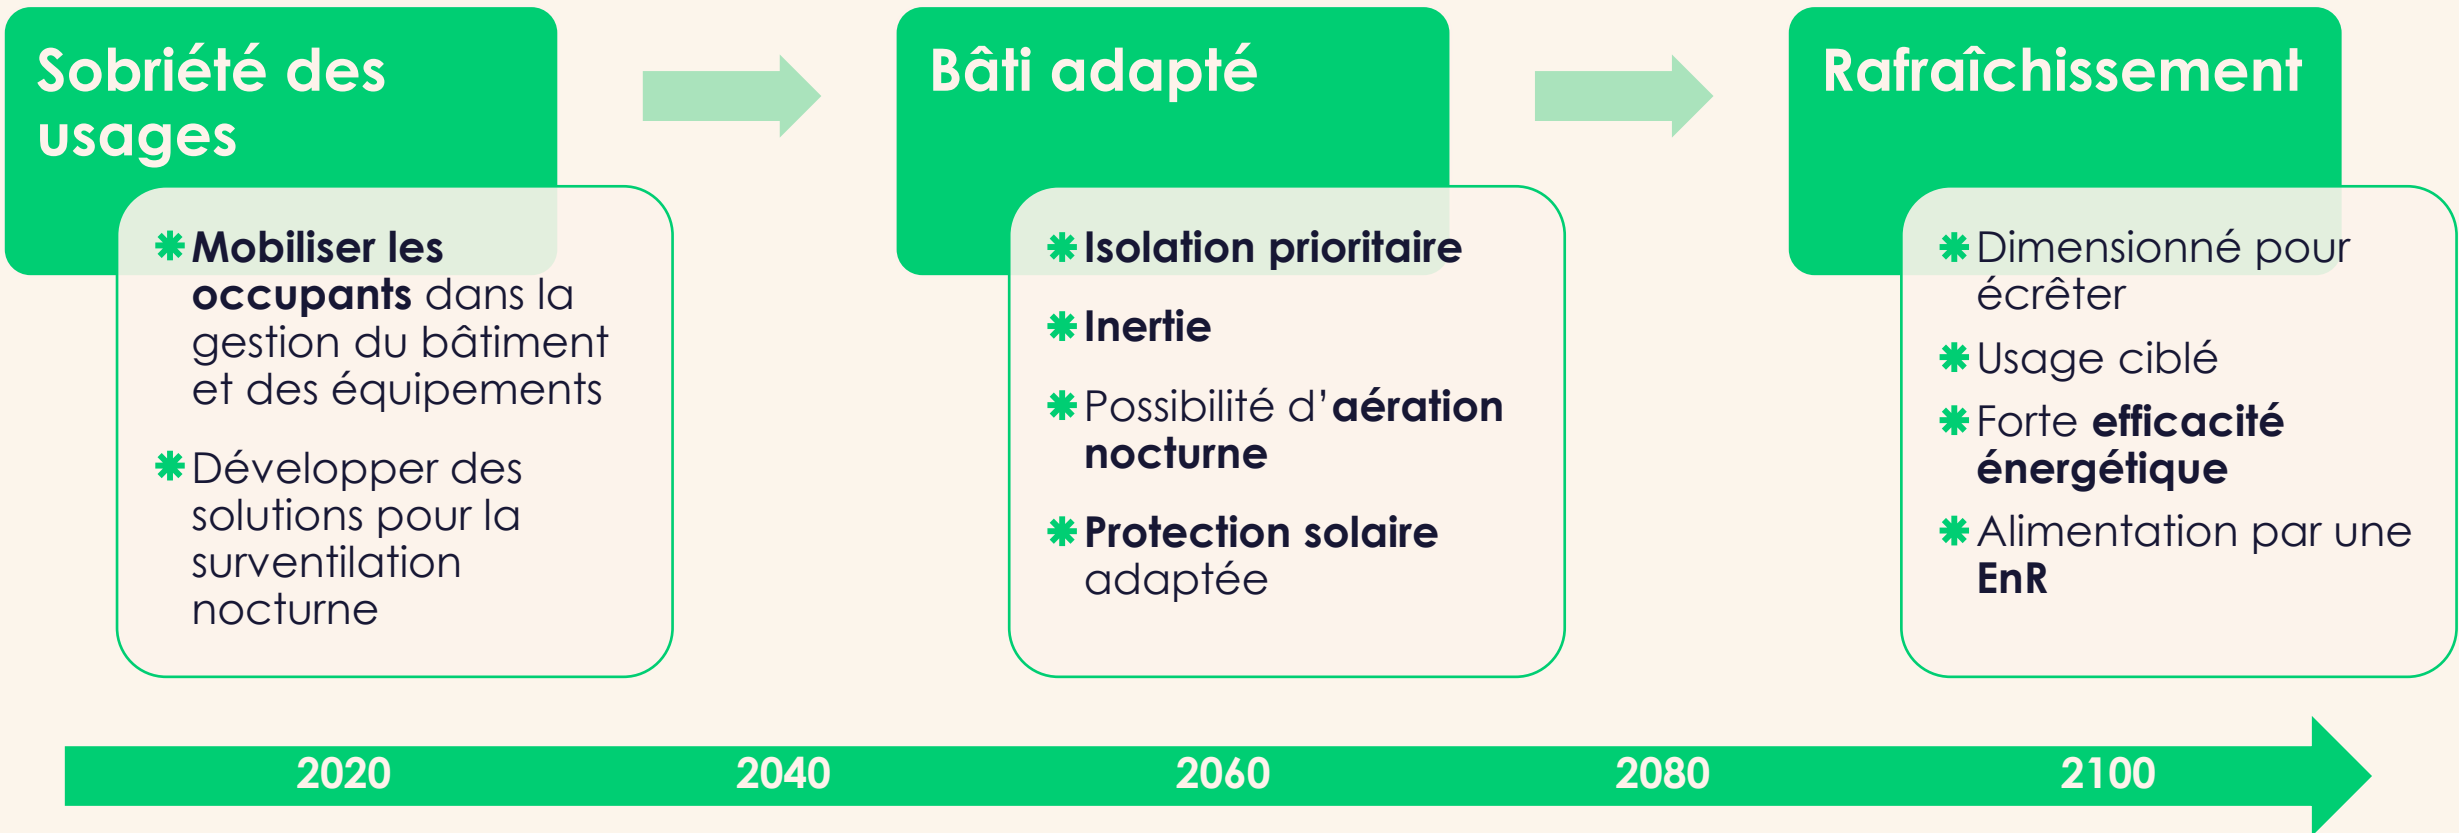 Sobriété des
usages
✱Mobiliser les
occupants dans la
gestion du bâtiment
et des équipements
✱Développer des
solutions pour la
surventilation
nocturne
Bâti adapté
✱Isolation prioritaire
✱Inertie
✱Possibilité d’aération
nocturne
✱Protection solaire
adaptée
Rafraîchissement
✱Dimensionné pour
écrêter
✱Usage ciblé
✱Forte efficacité
énergétique
✱Alimentation par une
EnR
2020 2040 2060 2080 2100